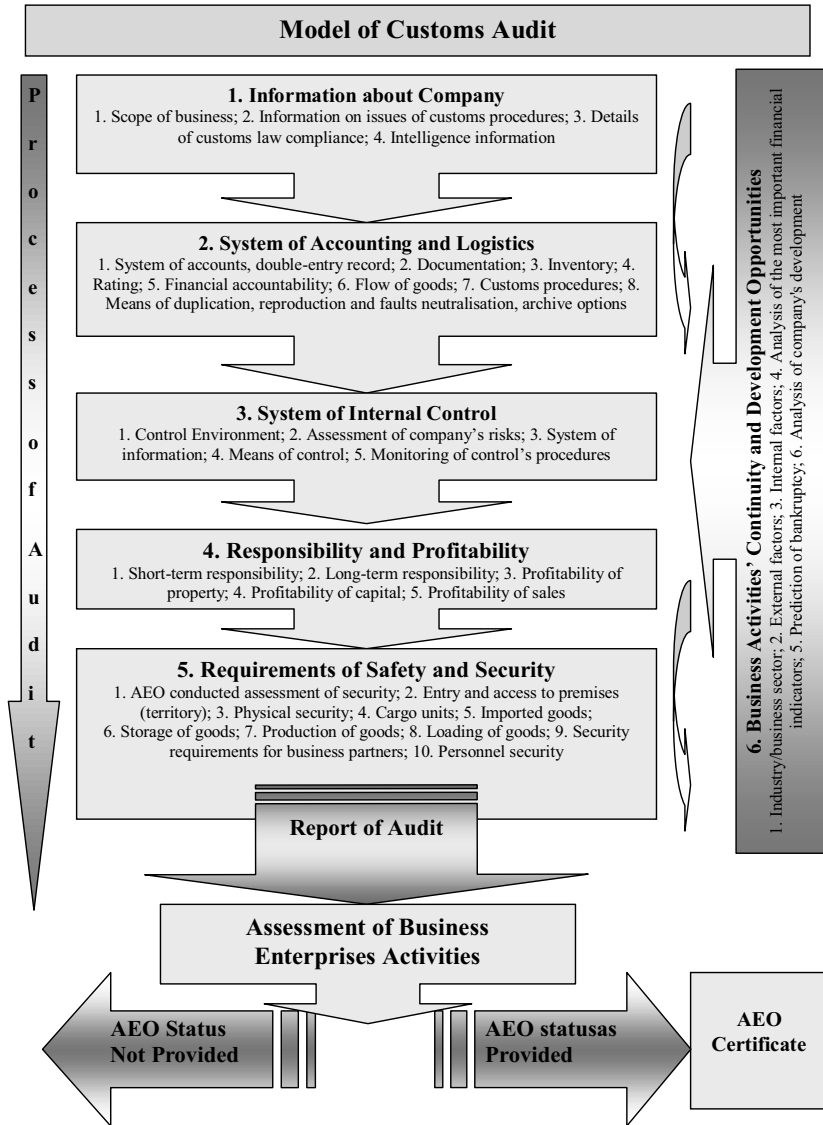 Model of Customs Audit
Process of Audit
1. Information about Company
1. Scope of business; 2. Information on issues of customs procedures; 3. Details
of customs law compliance; 4. Intelligence information
2. System of Accounting and Logistics
1. System of accounts, double-entry record; 2. Documentation; 3. Inventory; 4.
Rating; 5. Financial accountability; 6. Flow of goods; 7. Customs procedures; 8.
Means of duplication, reproduction and faults neutralisation, archive options
3. System of Internal Control
1. Control Environment; 2. Assessment of company's risks; 3. System of
information; 4. Means of control; 5. Monitoring of control's procedures
4. Responsibility and Profitability
1. Short-term responsibility; 2. Long-term responsibility; 3. Profitability of
property; 4. Profitability of capital; 5. Profitability of sales
5. Requirements of Safety and Security
1. AEO conducted assessment of security; 2. Entry and access to premises
(territory); 3. Physical security; 4. Cargo units; 5. Imported goods;
6. Storage of goods; 7. Production of goods; 8. Loading of goods; 9. Security
requirements for business partners; 10. Personnel security
6. Business Activities' Continuity and Development Opportunities
1. Industry/business sector; 2. External factors; 3. Internal factors; 4. Analysis of the most important financial
indicators; 5. Prediction of bankruptcy; 6. Analysis of company's development
Report of Audit
Assessment of Business
Enterprises Activities
AEO Status
Not Provided
AEO statusas
Provided
AEO
Certificate